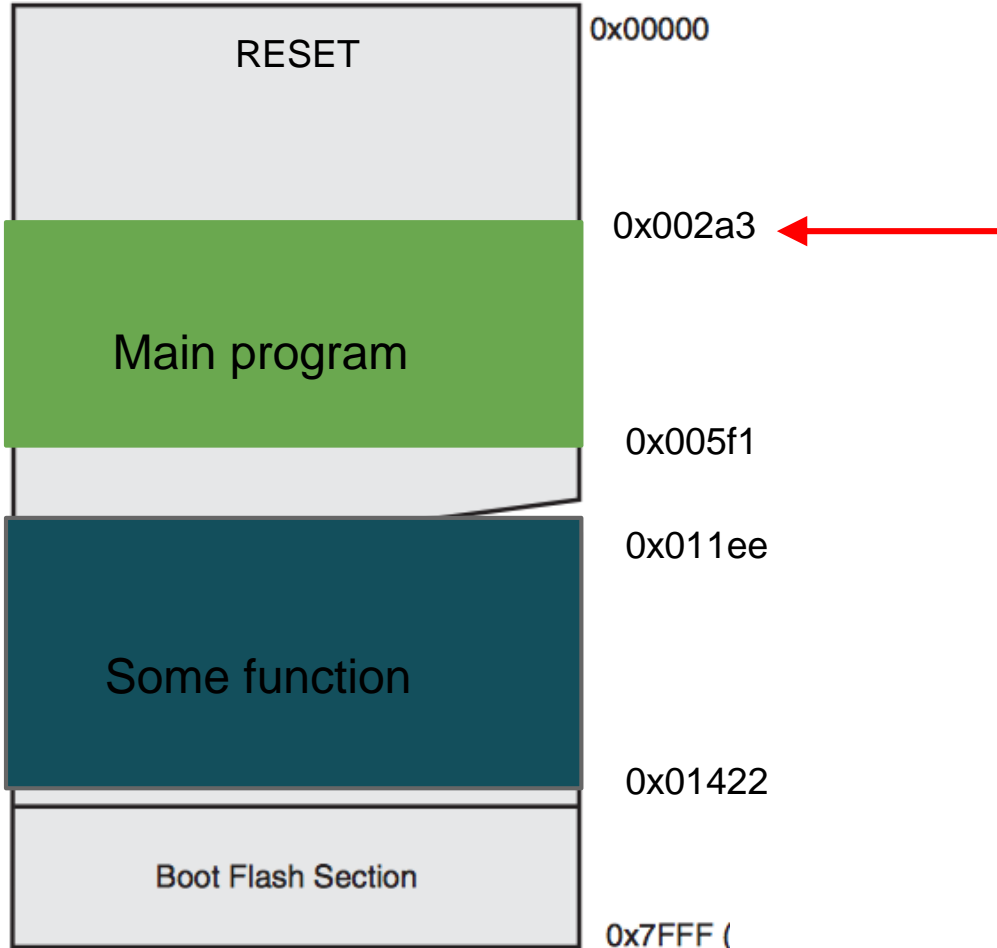 RESET
0x00000
0x002a3
Main program
0x005f1
0x011ee
Some function
0x01422
Boot Flash Section
0x7FFF (